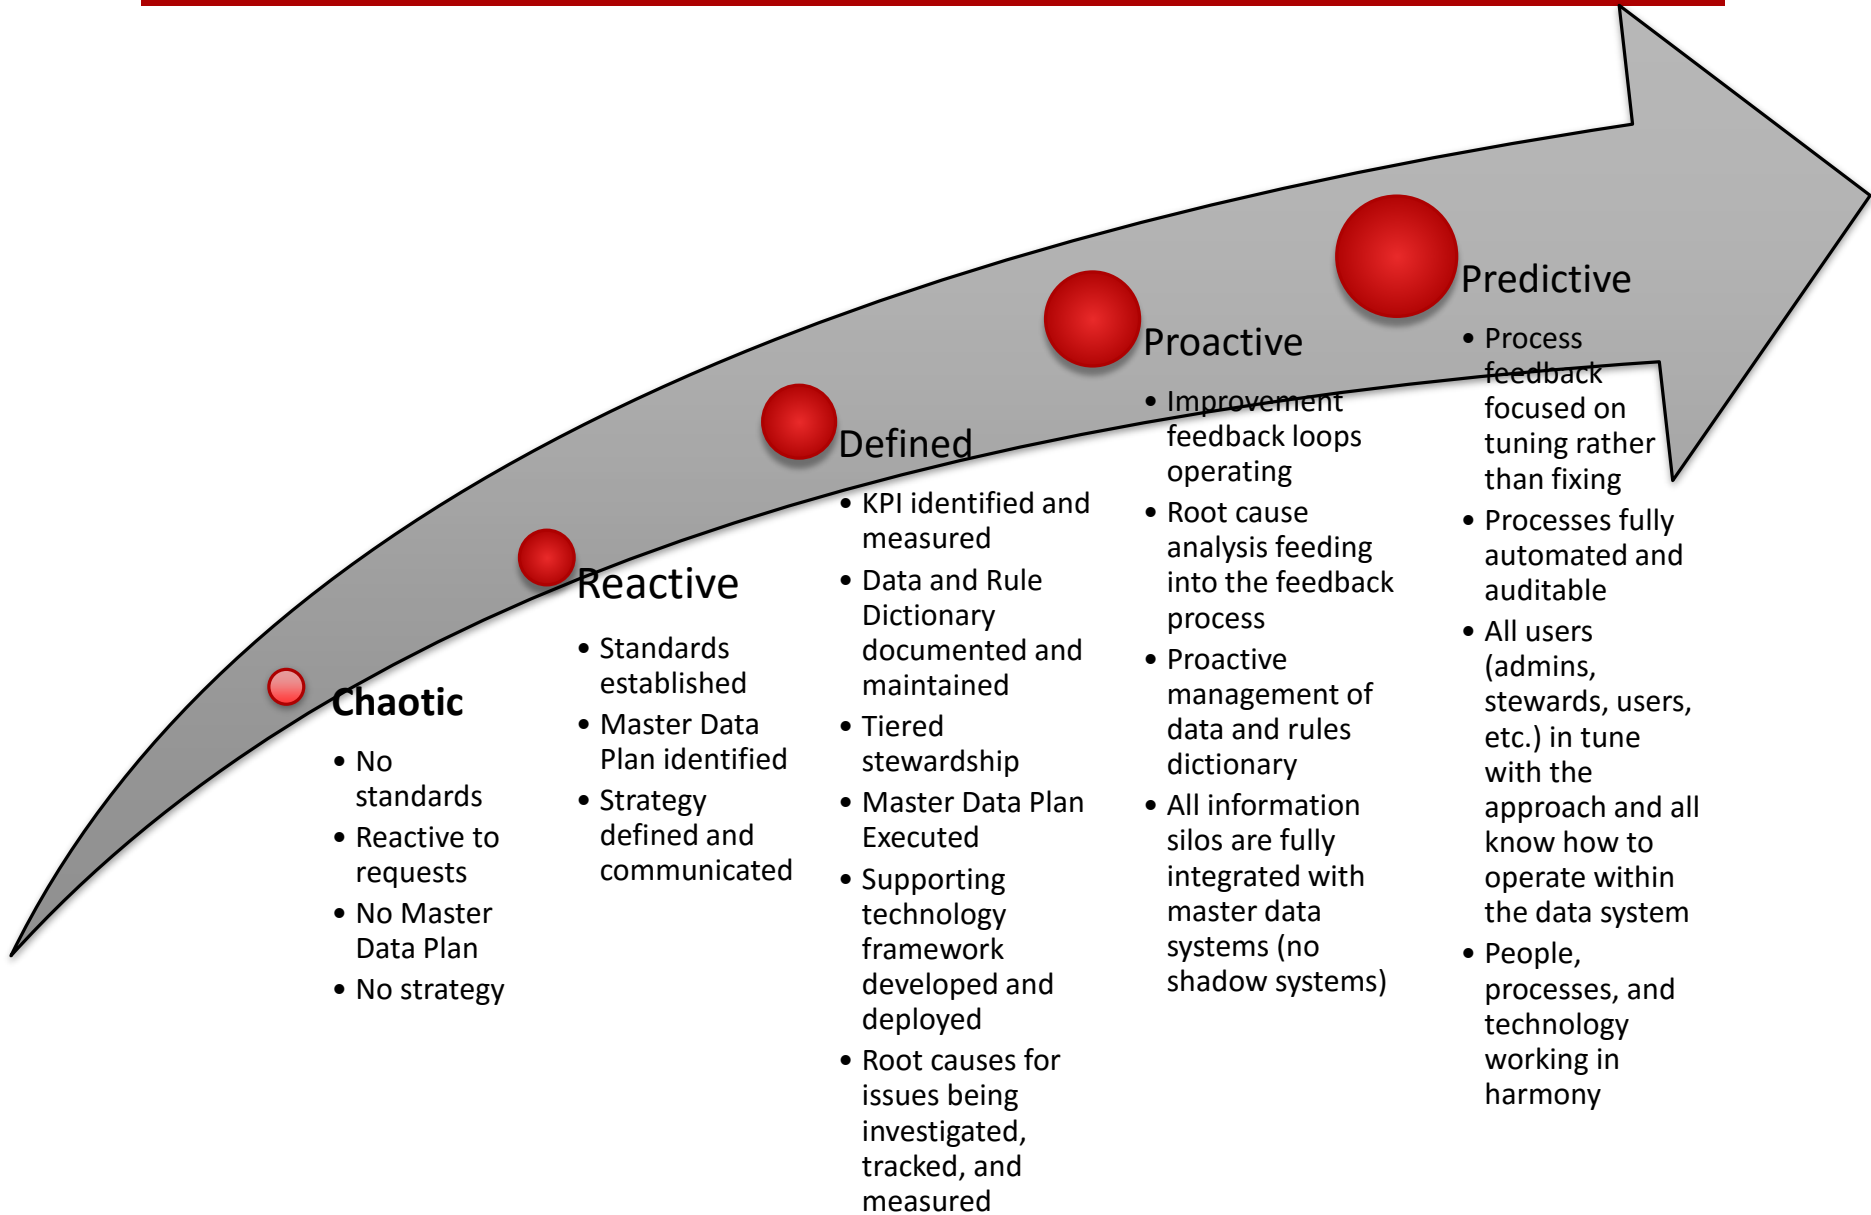 Chaotic
• No
standards
• Reactive to
requests
• No Master
Data Plan
• No strategy
Reactive
• Standards
established
• Master Data
Plan identified
• Strategy
defined and
communicated
Defined
• KPI identified and
measured
• Data and Rule
Dictionary
documented and
maintained
• Tiered
stewardship
• Master Data Plan
Executed
• Supporting
technology
framework
developed and
deployed
• Root causes for
issues being
investigated,
tracked, and
measured
Proactive
• Improvement
feedback loops
operating
• Root cause
analysis feeding
into the feedback
process
• Proactive
management of
data and rules
dictionary
• All information
silos are fully
integrated with
master data
systems (no
shadow systems)
Predictive
• Process
feedback
focused on
tuning rather
than fixing
• Processes fully
automated and
auditable
• All users
(admins,
stewards, users,
etc.) in tune
with the
approach and all
know how to
operate within
the data system
• People,
processes, and
technology
working in
harmony